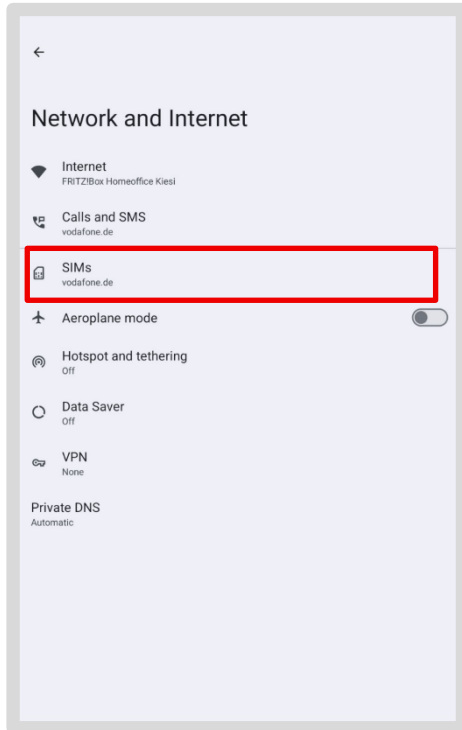 Network and Internet
Internet
FRITZ!Box Homeoffice Kiesi
Calls and SMS
vodafone.de
SIMs
vodafone.de
Aeroplane mode
Hotspot and tethering
Off
Data Saver
Off
VPN
None
Private DNS
Automatic